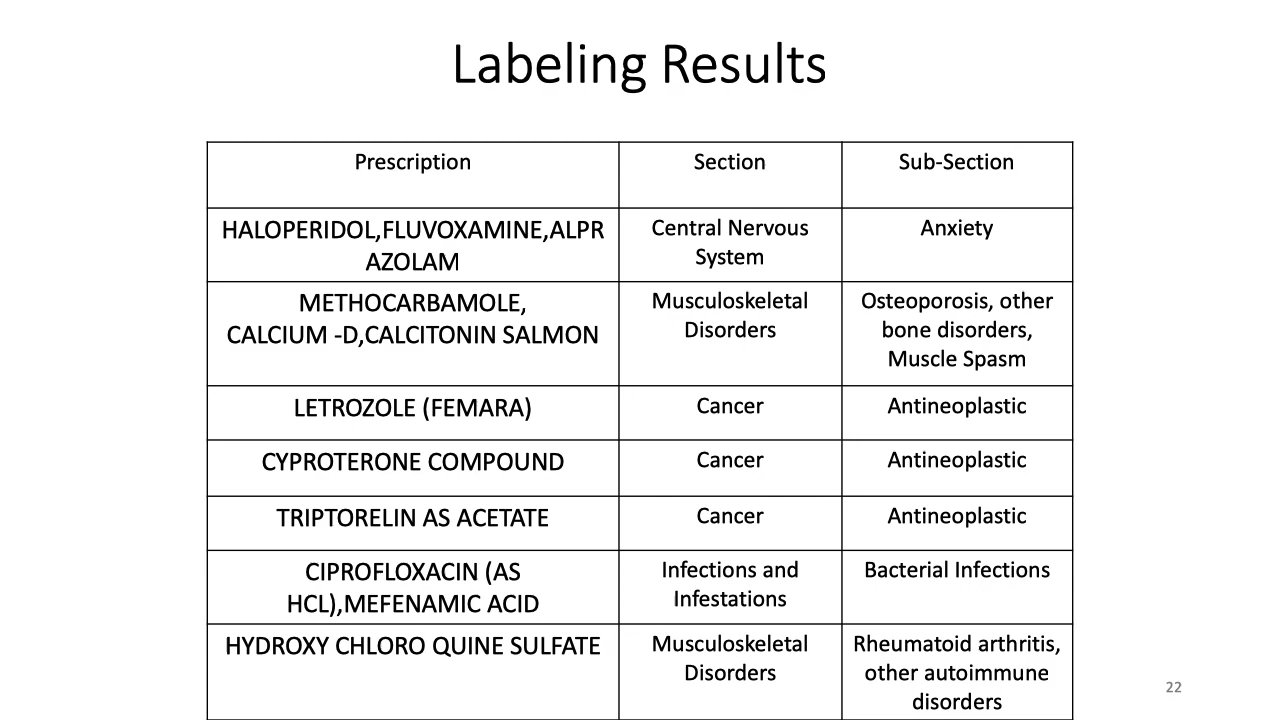 Labeling Results
Prescription
Section
Sub-Section
HALOPERIDOL,FLUVOXAMINE,ALPR
AZOLAM
Central Nervous
System
Anxiety
METHOCARBAMOLE,
CALCIUM -D,CALCITONIN SALMON
Musculoskeletal
Disorders
Osteoporosis, other
bone disorders,
Muscle Spasm
LETROZOLE (FEMARA)
Cancer
Antineoplastic
CYPROTERONE COMPOUND
Cancer
Antineoplastic
TRIPTORELIN AS ACETATE
Cancer
Antineoplastic
CIPROFLOXACIN (AS
HCL),MEFENAMIC ACID
Infections and
Infestations
Bacterial Infections
HYDROXY CHLORO QUINE SULFATE
Musculoskeletal
Disorders
Rheumatoid arthritis,
other autoimmune
disorders
22